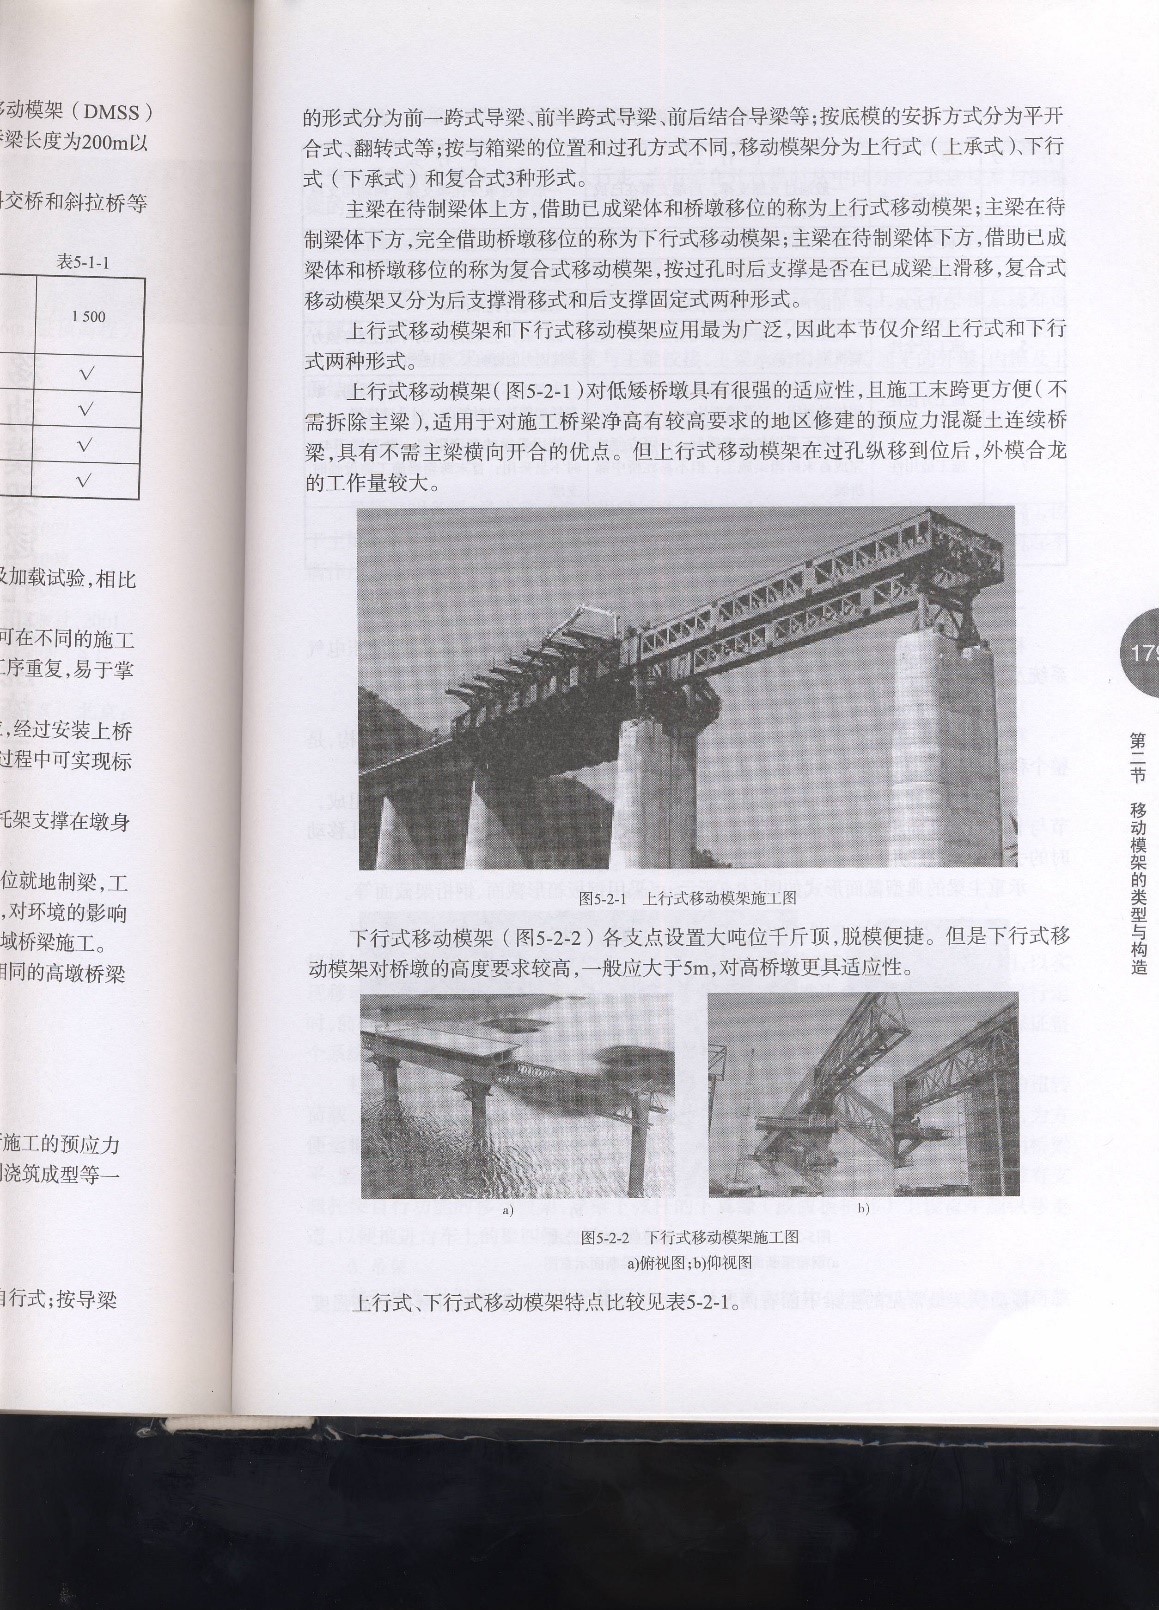 移动模架（DMSS）
梁长度为200m以
交桥和斜拉桥等
表5-1-1
1 500
√
√
√
√
及加载试验,相比
可在不同的施工
工序重复,易于掌
,经过安装上桥
过程中可实现标
托架支撑在墩身
位就地制梁,工
,对环境的影响
域桥梁施工。
相同的高墩桥梁
施工的预应力
浇筑成型等一
自行式;按导梁
的形式分为前一跨式导梁、前半跨式导梁、前后结合导梁等;按底模的安拆方式分为平开
合式、翻转式等;按与箱梁的位置和过孔方式不同,移动模架分为上行式（上承式）、下行
式（下承式）和复合式3种形式。
主梁在待制梁体上方,借助已成梁体和桥墩移位的称为上行式移动模架;主梁在待
制梁体下方,完全借助桥墩移位的称为下行式移动模架;主梁在待制梁体下方,借助已成
梁体和桥墩移位的称为复合式移动模架,按过孔时后支撑是否在已成梁上滑移,复合式
移动模架又分为后支撑滑移式和后支撑固定式两种形式。
上行式移动模架和下行式移动模架应用最为广泛,因此本节仅介绍上行式和下行
式两种形式。
上行式移动模架（图5-2-1）对低矮桥墩具有很强的适应性,且施工末跨更方便（不
需拆除主梁）,适用于对施工桥梁净高有较高要求的地区修建的预应力混凝土连续桥
梁,具有不需主梁横向开合的优点。但上行式移动模架在过孔纵移到位后,外模合龙
的工作量较大。
图5-2-1 上行式移动模架施工图
下行式移动模架（图5-2-2）各支点设置大吨位千斤顶,脱模便捷。但是下行式移
动模架对桥墩的高度要求较高,一般应大于5m,对高桥墩更具适应性。
a) b)
图5-2-2 下行式移动模架施工图
a)俯视图;b)仰视图
上行式、下行式移动模架特点比较见表5-2-1。
179
第二节 移动模架的类型与构造